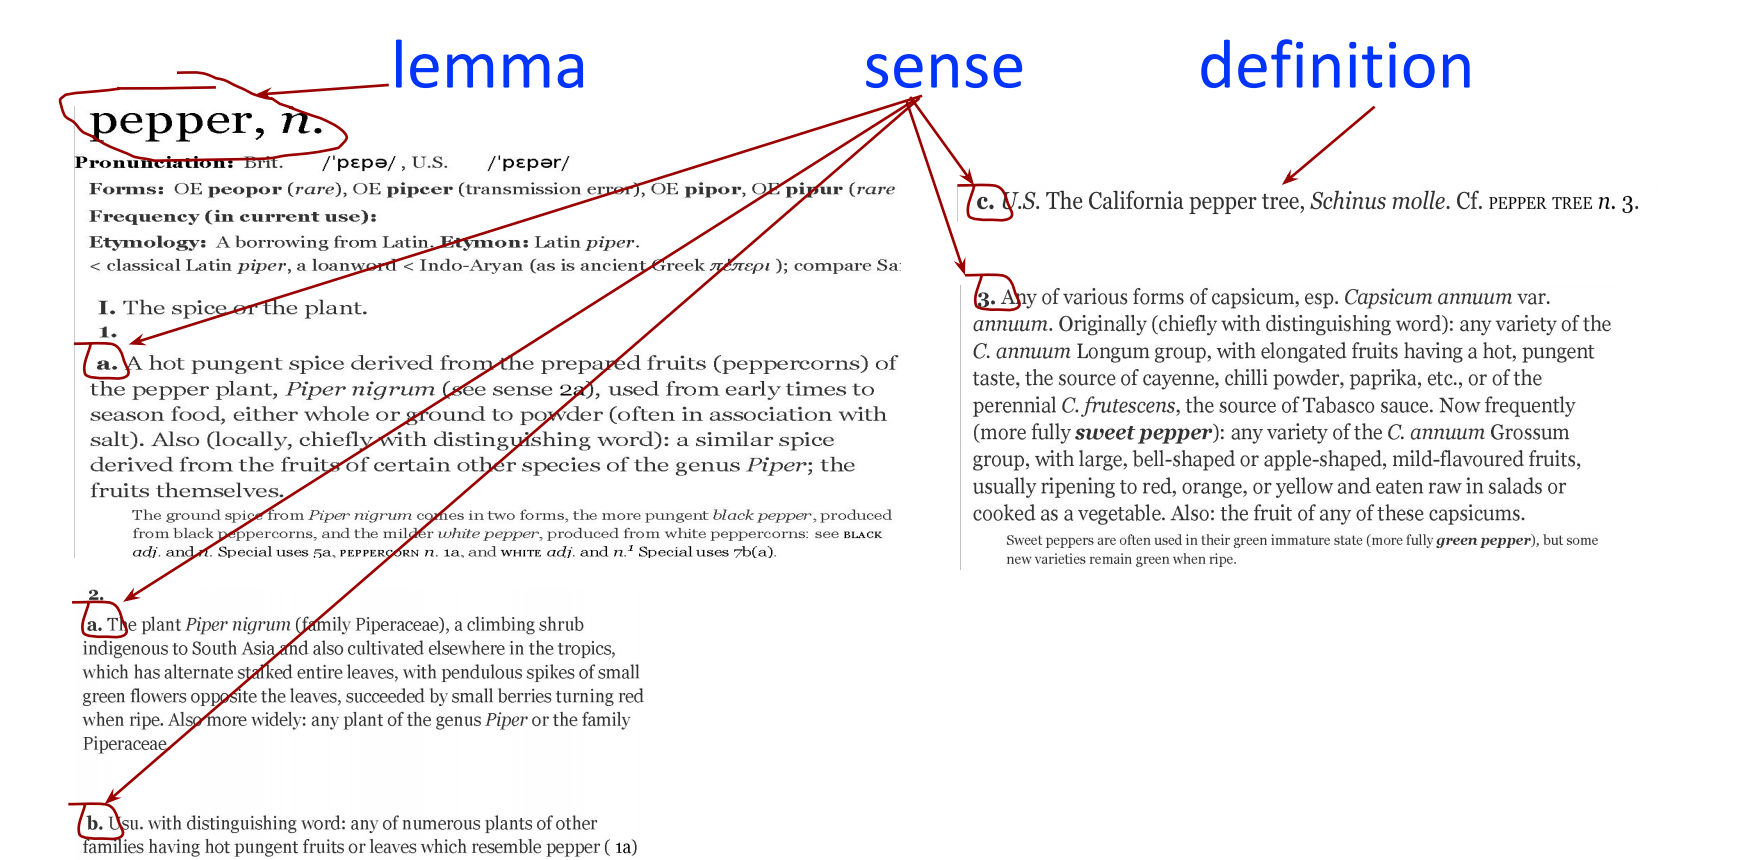 lemma
sense
definition
pepper, n.
Pronunciation: Brit. /ˈpɛpə/ , U.S. /ˈpɛpər/
Forms: OE peopor (rare), OE pipcer (transmission error), OE pipor, OE pipur (rare
Frequency (in current use):
Etymology: A borrowing from Latin. Etymon: Latin piper.
< classical Latin piper, a loanword < Indo-Aryan (as is ancient Greek πέπερι ); compare Sa
I. The spice or the plant.
1.
a. A hot pungent spice derived from the prepared fruits (peppercorns) of
the pepper plant, Piper nigrum (see sense 2a), used from early times to
season food, either whole or ground to powder (often in association with
salt). Also (locally, chiefly with distinguishing word): a similar spice
derived from the fruits of certain other species of the genus Piper; the
fruits themselves.
The ground spice from Piper nigrum comes in two forms, the more pungent black pepper, produced
from black peppercorns, and the milder white pepper, produced from white peppercorns: see BLACK
adj. and n. Special uses 5a, PEPPERCORN n. 1a, and WHITE adj. and n.¹ Special uses 7b(a).
2.
a. The plant Piper nigrum (family Piperaceae), a climbing shrub
indigenous to South Asia and also cultivated elsewhere in the tropics,
which has alternate stalked entire leaves, with pendulous spikes of small
green flowers opposite the leaves, succeeded by small berries turning red
when ripe. Also more widely: any plant of the genus Piper or the family
Piperaceae.
b. Usu. with distinguishing word: any of numerous plants of other
families having hot pungent fruits or leaves which resemble pepper ( 1a)
c. U.S. The California pepper tree, Schinus molle. Cf. PEPPER TREE n. 3.
3. Any of various forms of capsicum, esp. Capsicum annuum var.
annuum. Originally (chiefly with distinguishing word): any variety of the
C. annuum Longum group, with elongated fruits having a hot, pungent
taste, the source of cayenne, chilli powder, paprika, etc., or of the
perennial C. frutescens, the source of Tabasco sauce. Now frequently
(more fully sweet pepper): any variety of the C. annuum Grossum
group, with large, bell-shaped or apple-shaped, mild-flavoured fruits,
usually ripening to red, orange, or yellow and eaten raw in salads or
cooked as a vegetable. Also: the fruit of any of these capsicums.
Sweet peppers are often used in their green immature state (more fully green pepper), but some
new varieties remain green when ripe.